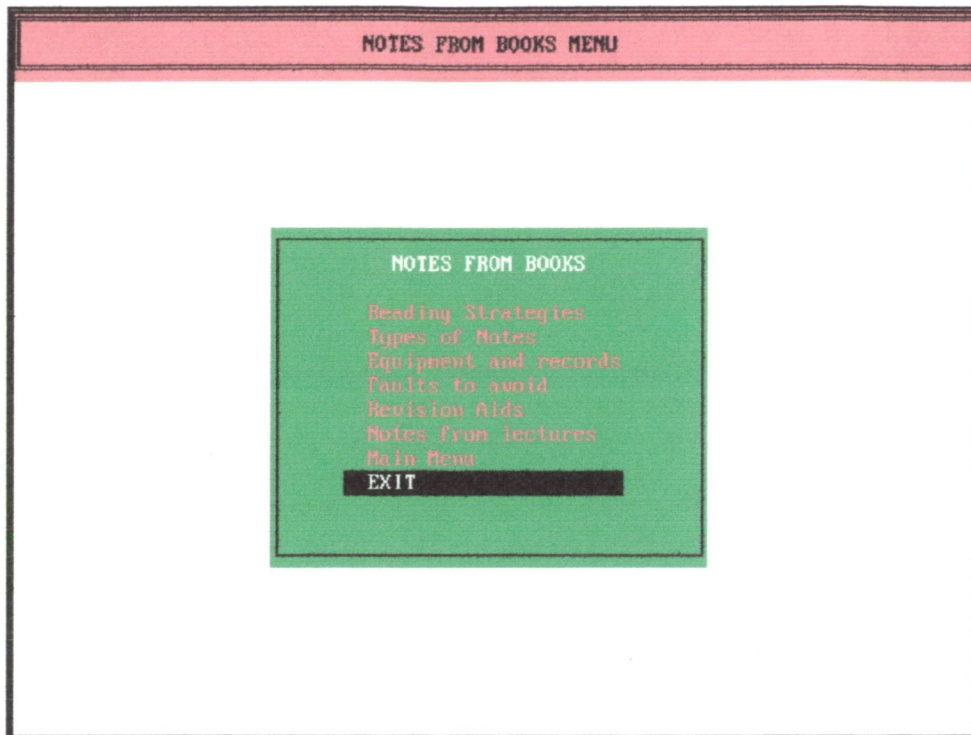 NOTES FROM BOOKS MENU
NOTES FROM BOOKS
Reading Strategies
Types of Notes
Equipment and records
Faults to avoid
Revision Aids
Notes from lectures
Main Menu
EXIT